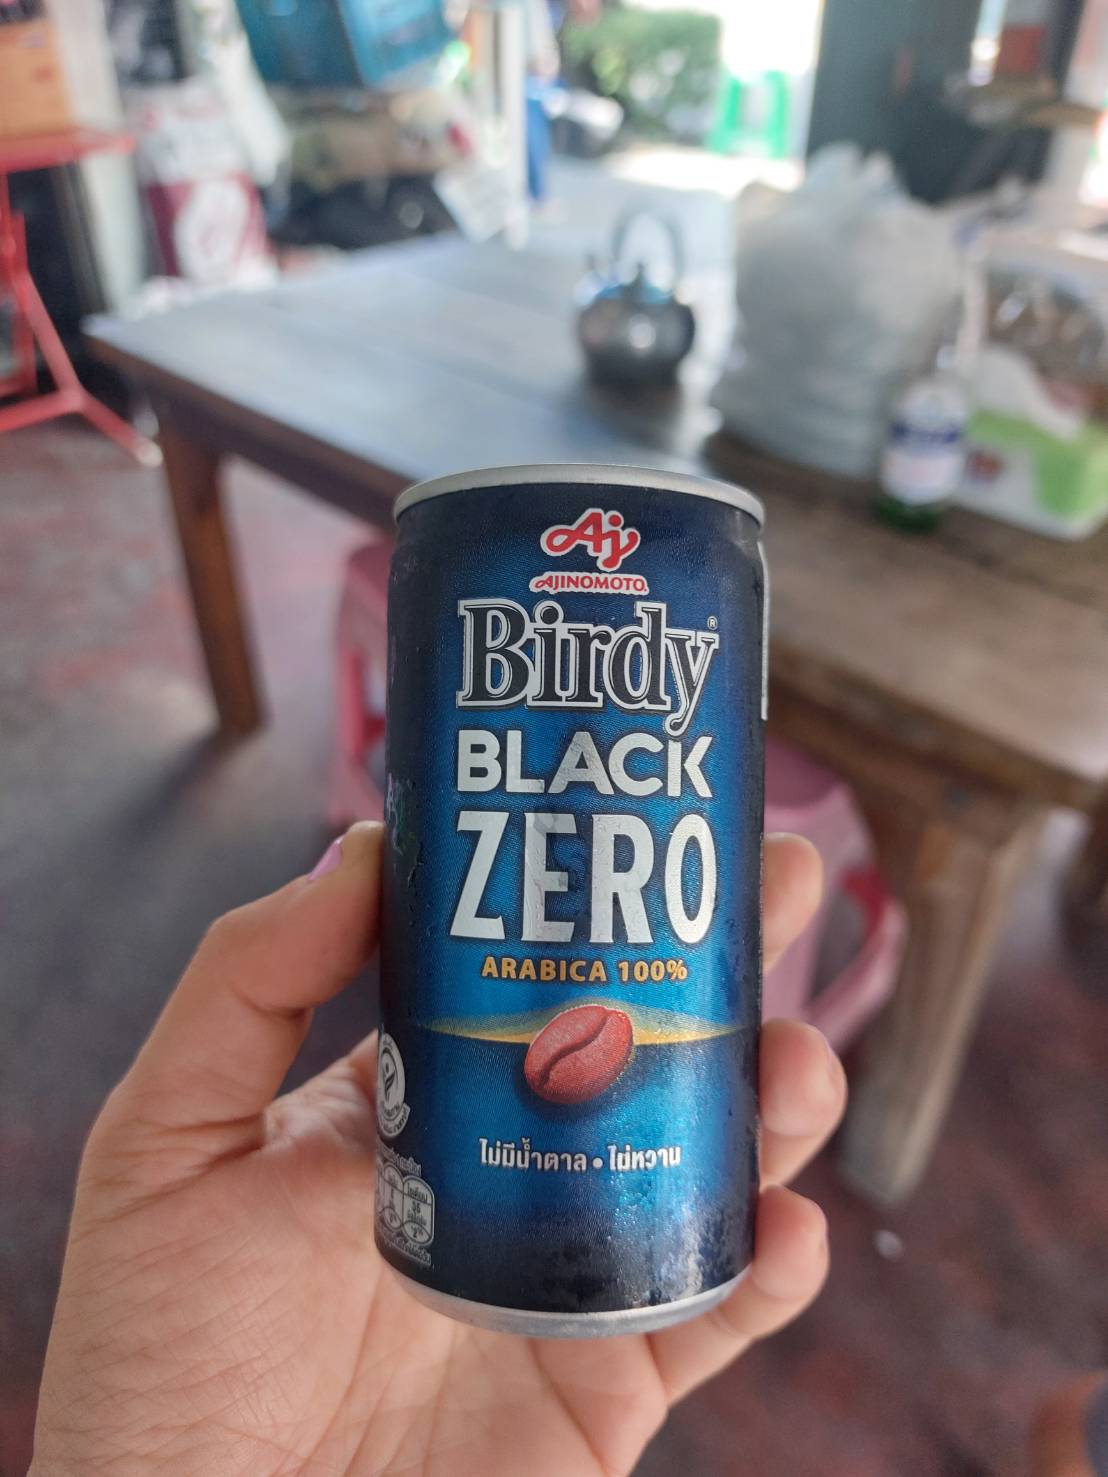 Aj
AJINOMOTO®
Birdy®
BLACK
ZERO
ARABICA 100%
ไม่มีน้ำตาล • ไม่หวาน